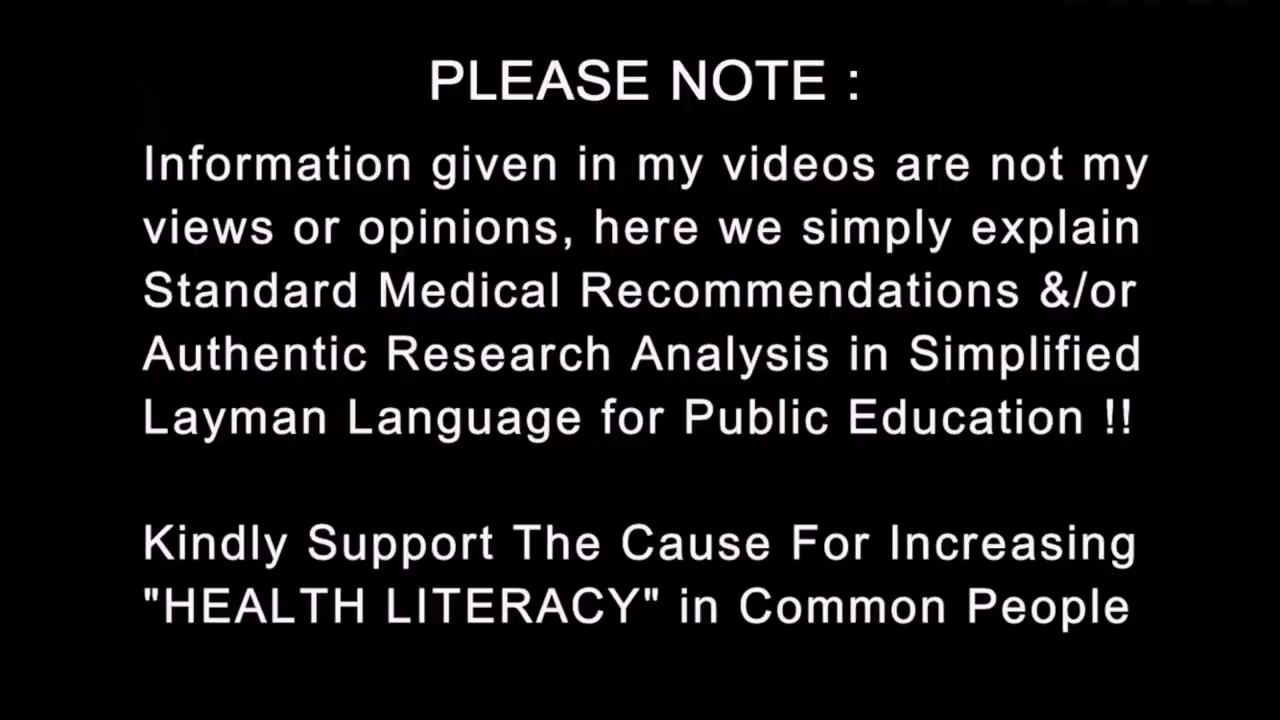 PLEASE NOTE :
Information given in my videos are not my
views or opinions, here we simply explain
Standard Medical Recommendations &/or
Authentic Research Analysis in Simplified
Layman Language for Public Education !!
Kindly Support The Cause For Increasing
"HEALTH LITERACY" in Common People